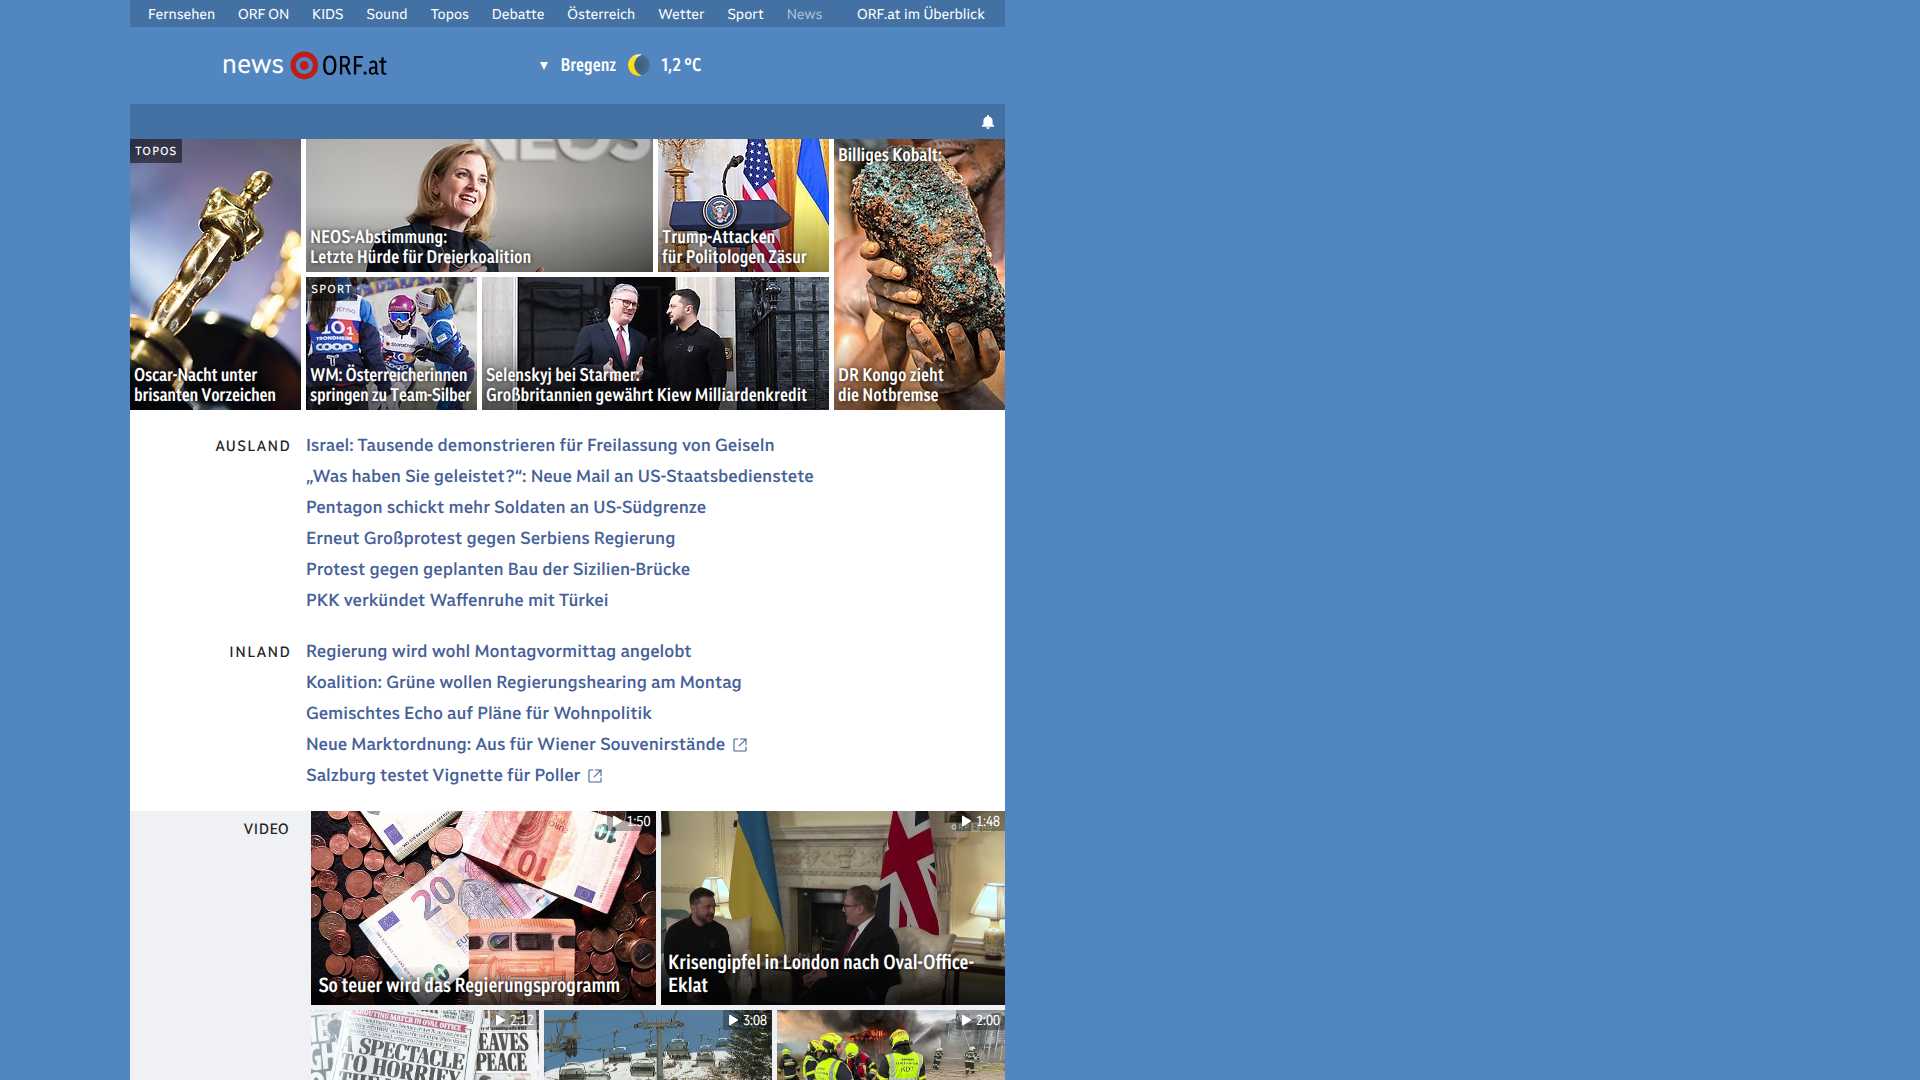 Fernsehen ORF ON KIDS Sound Topos Debatte Österreich Wetter Sport News ORF.at im Überblick
news ORF.at
Bregenz 1,2 °C
TOPOS
Oscar-Nacht unter
brisanten Vorzeichen
NEOS
NEOS-Abstimmung:
Letzte Hürde für Dreierkoalition
Trump-Attacken
für Politologen Zäsur
Billiges Kobalt:
DR Kongo zieht
die Notbremse
SPORT
WM: Österreicherinnen
springen zu Team-Silber
Selenskyj bei Starmer:
Großbritannien gewährt Kiew Milliardenkredit
AUSLAND
Israel: Tausende demonstrieren für Freilassung von Geiseln
„Was haben Sie geleistet?“: Neue Mail an US-Staatsbedienstete
Pentagon schickt mehr Soldaten an US-Südgrenze
Erneut Großprotest gegen Serbiens Regierung
Protest gegen geplanten Bau der Sizilien-Brücke
PKK verkündet Waffenruhe mit Türkei
INLAND
Regierung wird wohl Montagvormittag angelobt
Koalition: Grüne wollen Regierungshearing am Montag
Gemischtes Echo auf Pläne für Wohnpolitik
Neue Marktordnung: Aus für Wiener Souvenirstände
Salzburg testet Vignette für Poller
VIDEO
1:50
So teuer wird das Regierungsprogramm
1:48
Krisengipfel in London nach Oval-Office-
Eklat
2:12
A SPECTACLE
TO HORRIFY
EAVES
PEACE
3:08
2:00